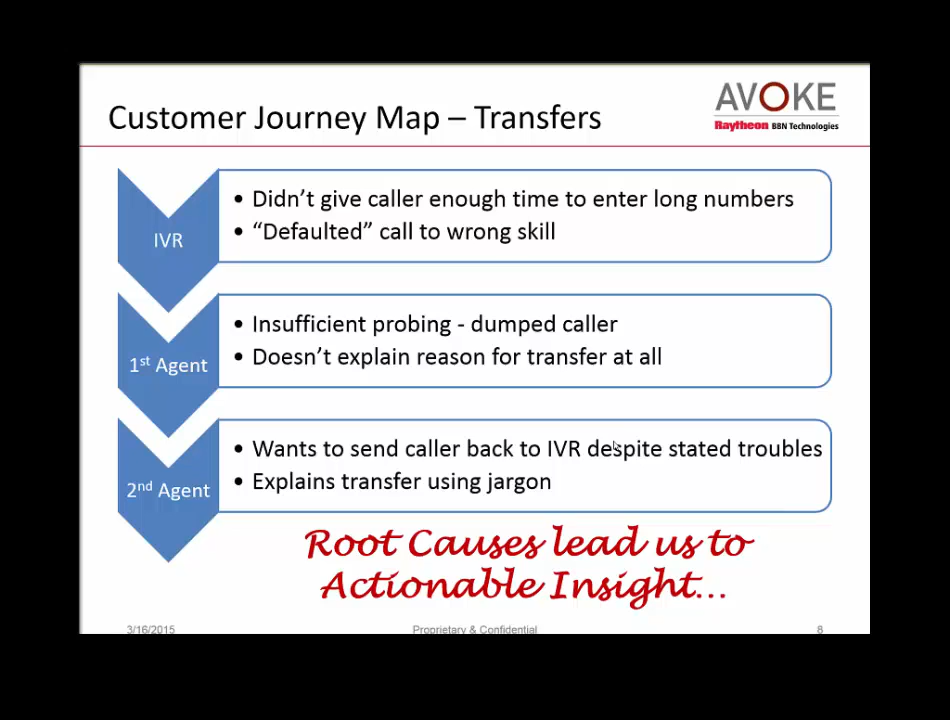 Customer Journey Map – Transfers
AVOKE
Raytheon BBN Technologies
IVR
• Didn’t give caller enough time to enter long numbers
• “Defaulted” call to wrong skill
1st Agent
• Insufficient probing - dumped caller
• Doesn’t explain reason for transfer at all
2nd Agent
• Wants to send caller back to IVR despite stated troubles
• Explains transfer using jargon
Root Causes lead us to
Actionable Insight...
3/16/2015
Proprietary & Confidential
8